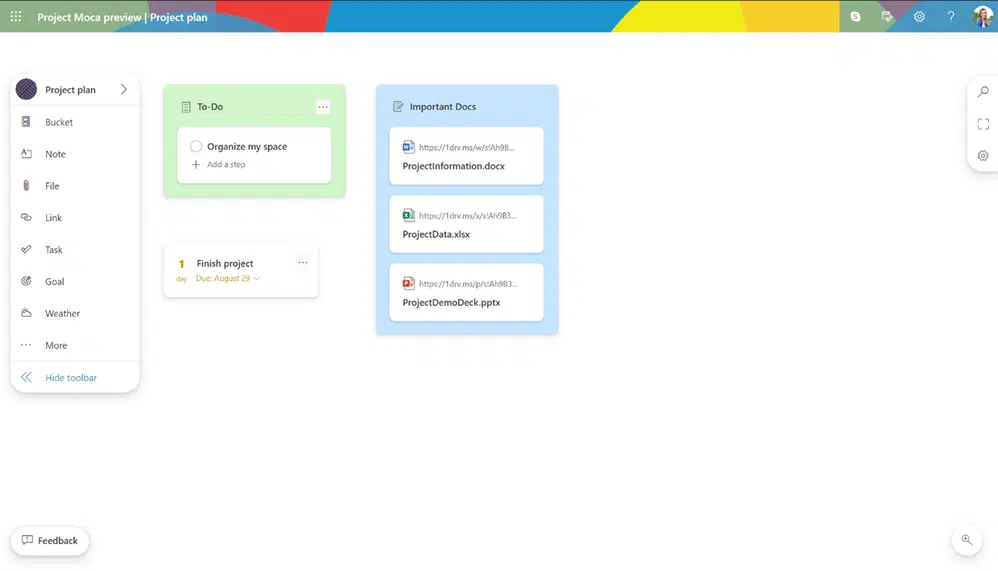 Project Moca preview | Project plan
?
Project plan
Bucket
Note
File
Link
Task
Goal
Weather
More
Hide toolbar
To-Do
Organize my space
Add a step
1
day
Finish project
Due: August 29
Important Docs
https://1drv.ms/w/s!Ah9B...
ProjectInformation.docx
https://1drv.ms/x/s!Ah9B3...
ProjectData.xlsx
https://1drv.ms/p/s!Ah9B3...
ProjectDemoDeck.pptx
Feedback